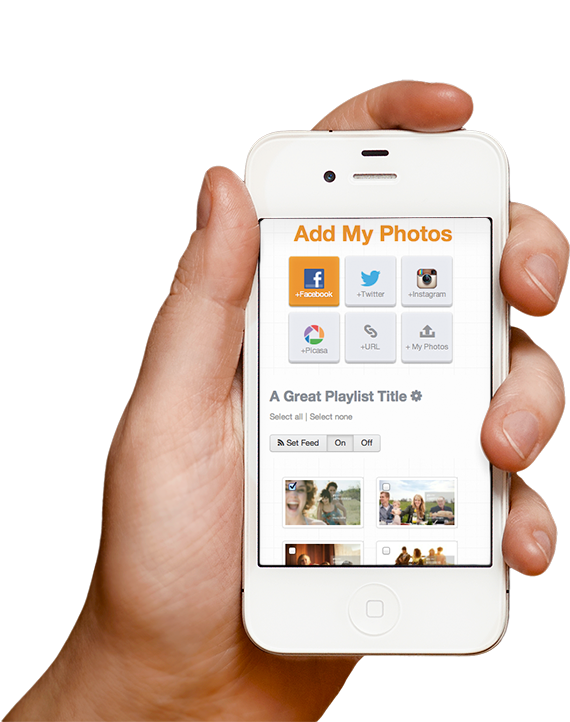 Add My Photos
+Facebook +Twitter +Instagram
+Picasa +URL + My Photos
A Great Playlist Title
Select all | Select none
Set Feed On Off